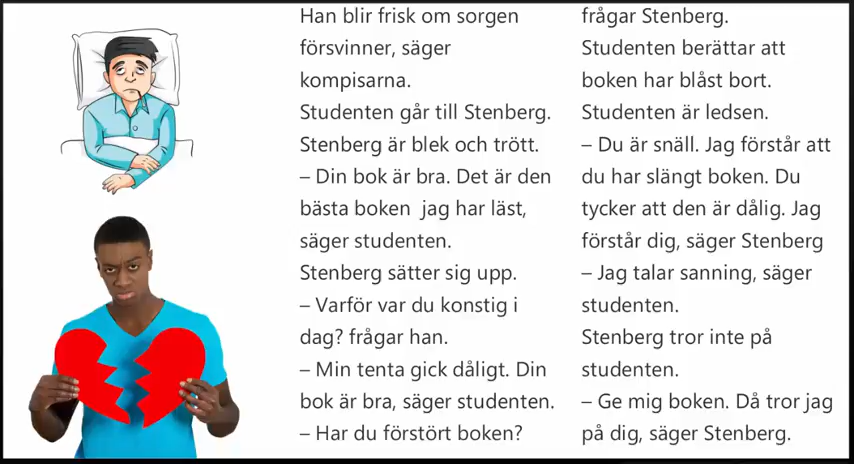 Han blir frisk om sorgen
försvinner, säger
kompisarna.
Studenten går till Stenberg.
Stenberg är blek och trött.
– Din bok är bra. Det är den
bästa boken  jag har läst,
säger studenten.
Stenberg sätter sig upp.
– Varför var du konstig i
dag? frågar han.
– Min tenta gick dåligt. Din
bok är bra, säger studenten.
– Har du förstört boken?
frågar Stenberg.
Studenten berättar att
boken har blåst bort.
Studenten är ledsen.
– Du är snäll. Jag förstår att
du har slängt boken. Du
tycker att den är dålig. Jag
förstår dig, säger Stenberg
– Jag talar sanning, säger
studenten.
Stenberg tror inte på
studenten.
– Ge mig boken. Då tror jag
på dig, säger Stenberg.